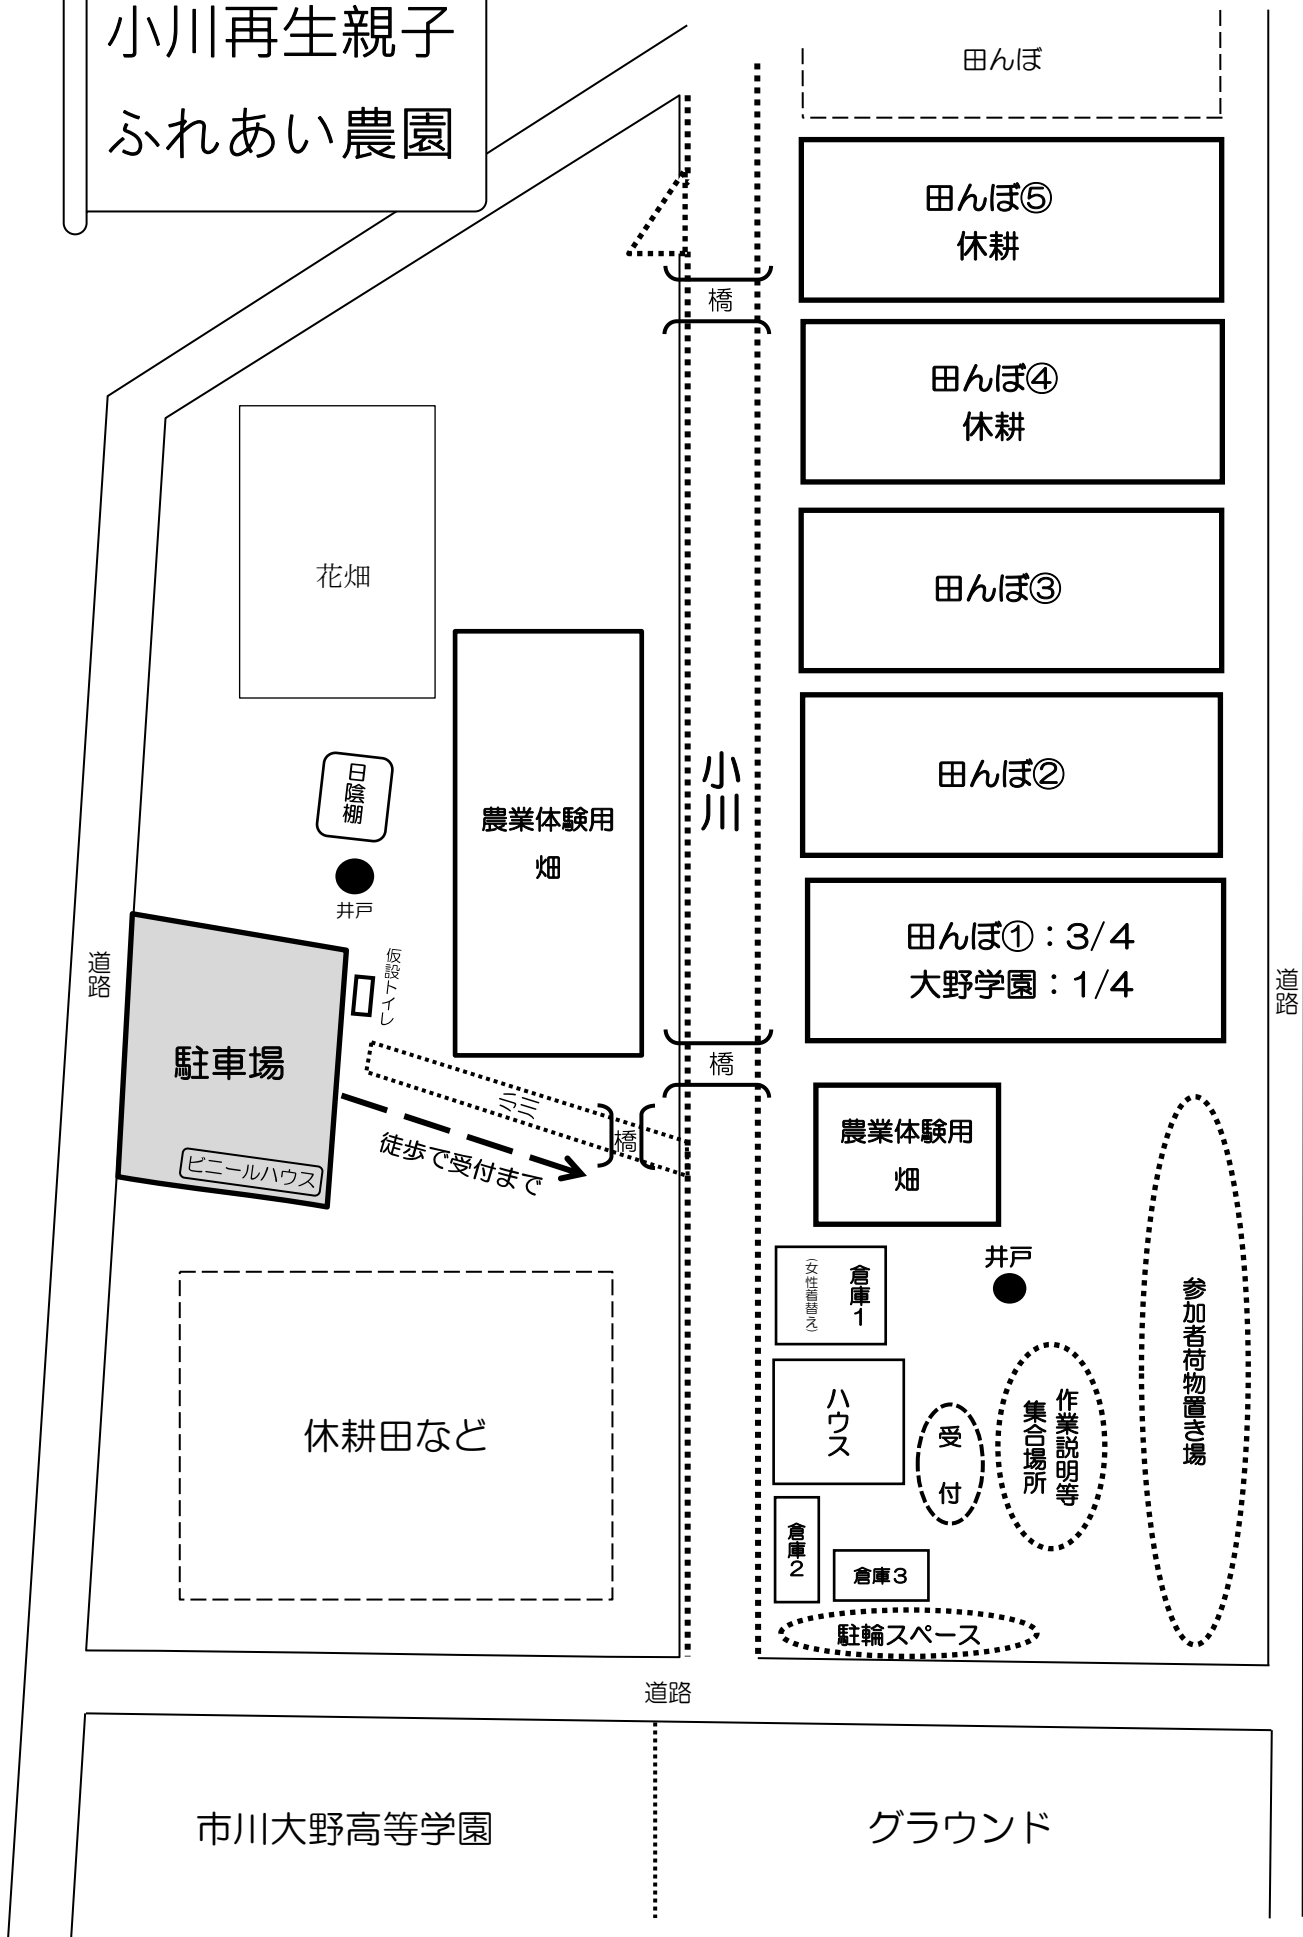 小川再生親子
ふれあい農園
田んぼ
田んぼ⑤
休耕
橋
田んぼ④
休耕
花畑
田んぼ③
小川
田んぼ②
日陰棚
農業体験用
畑
井戸
田んぼ①：3/4
大野学園：1/4
道路
仮設トイレ
道路
駐車場
橋
小川
橋
農業体験用
畑
徒歩で受付まで
ビニールハウス
井戸
倉庫1
（女性着替え）
参加者荷物置き場
休耕田など
ハウス
受付
作業説明等
集合場所
倉庫2
倉庫3
駐輪スペース
道路
市川大野高等学園
グラウンド